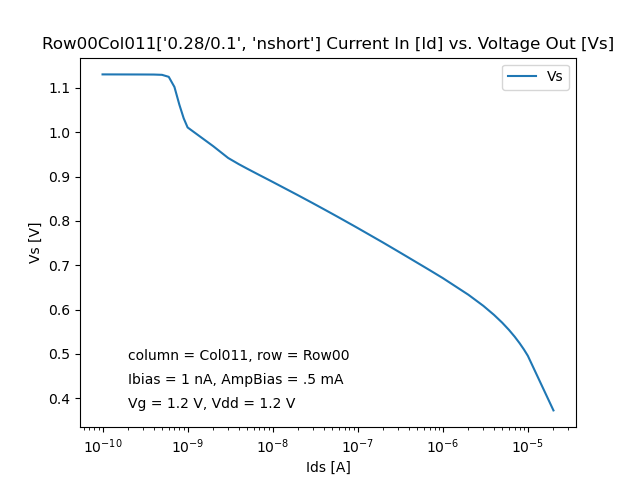 Row00Col011['0.28/0.1', 'nshort'] Current In [Id] vs. Voltage Out [Vs]
Vs
1.1
1.0
0.9
0.8
0.7
0.6
0.5
0.4
Vs [V]
column = Col011, row = Row00
Ibias = 1 nA, AmpBias = .5 mA
Vg = 1.2 V, Vdd = 1.2 V
10⁻¹⁰ 10⁻⁹ 10⁻⁸ 10⁻⁷ 10⁻⁶ 10⁻⁵
Ids [A]